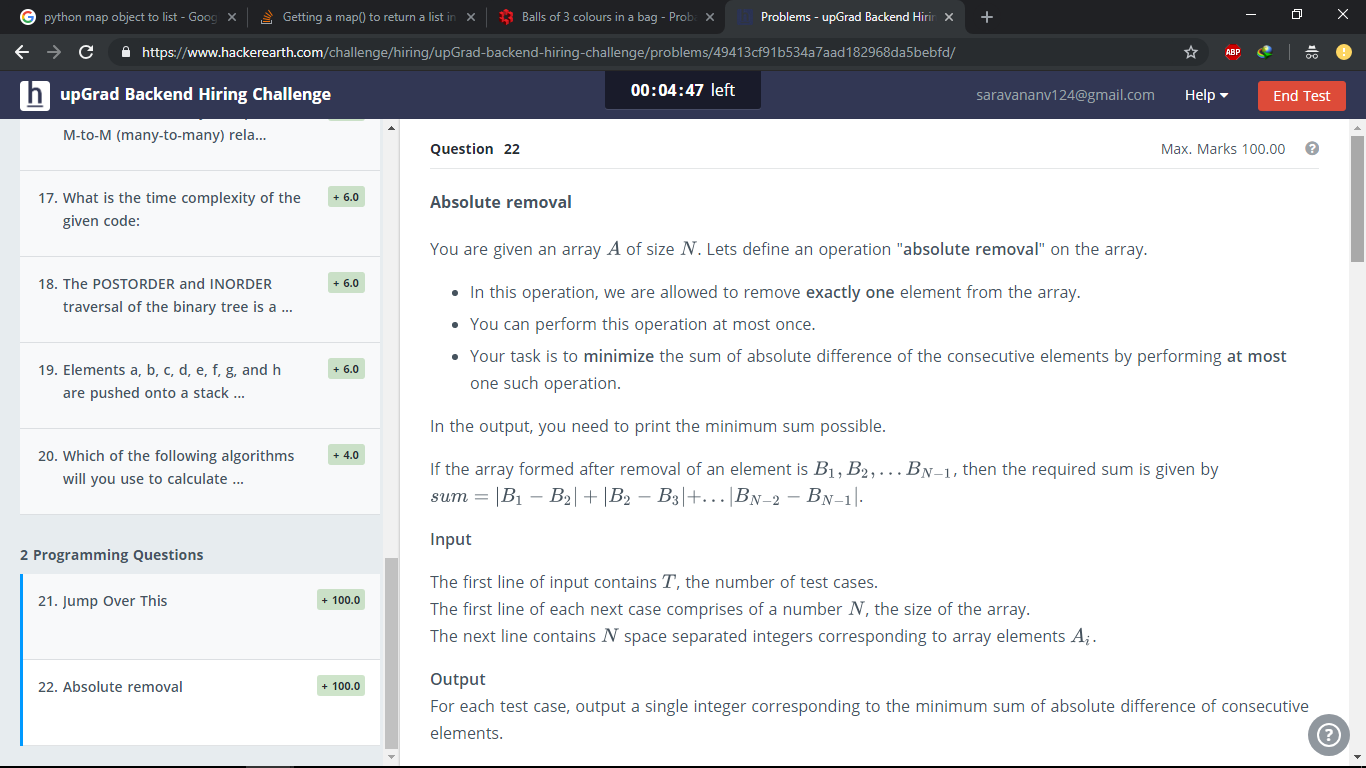 python map object to list - Goog
Getting a map() to return a list in
Balls of 3 colours in a bag - Prob
Problems - upGrad Backend Hirin
https://www.hackerearth.com/challenge/hiring/upGrad-backend-hiring-challenge/problems/49413cf91b534a7aad182968da5bebfd/
ABP
h
upGrad Backend Hiring Challenge
00:04:47 left
saravananv124@gmail.com
Help
End Test
M-to-M (many-to-many) rela...
17. What is the time complexity of the
given code:
+ 6.0
18. The POSTORDER and INORDER
traversal of the binary tree is a ...
+ 6.0
19. Elements a, b, c, d, e, f, g, and h
are pushed onto a stack ...
+ 6.0
20. Which of the following algorithms
will you use to calculate ...
+ 4.0
2 Programming Questions
21. Jump Over This
+ 100.0
22. Absolute removal
+ 100.0
Question 22
Max. Marks 100.00
?
Absolute removal
You are given an array A of size N. Lets define an operation "absolute removal" on the array.
• In this operation, we are allowed to remove exactly one element from the array.
• You can perform this operation at most once.
• Your task is to minimize the sum of absolute difference of the consecutive elements by performing at most
one such operation.
In the output, you need to print the minimum sum possible.
If the array formed after removal of an element is B₁, B₂, . . . B_{N−1}, then the required sum is given by
sum = |B₁ − B₂| + |B₂ − B₃|+. . . |B_{N−2} − B_{N−1}|.
Input
The first line of input contains T, the number of test cases.
The first line of each next case comprises of a number N, the size of the array.
The next line contains N space separated integers corresponding to array elements Aᵢ.
Output
For each test case, output a single integer corresponding to the minimum sum of absolute difference of consecutive
elements.
?